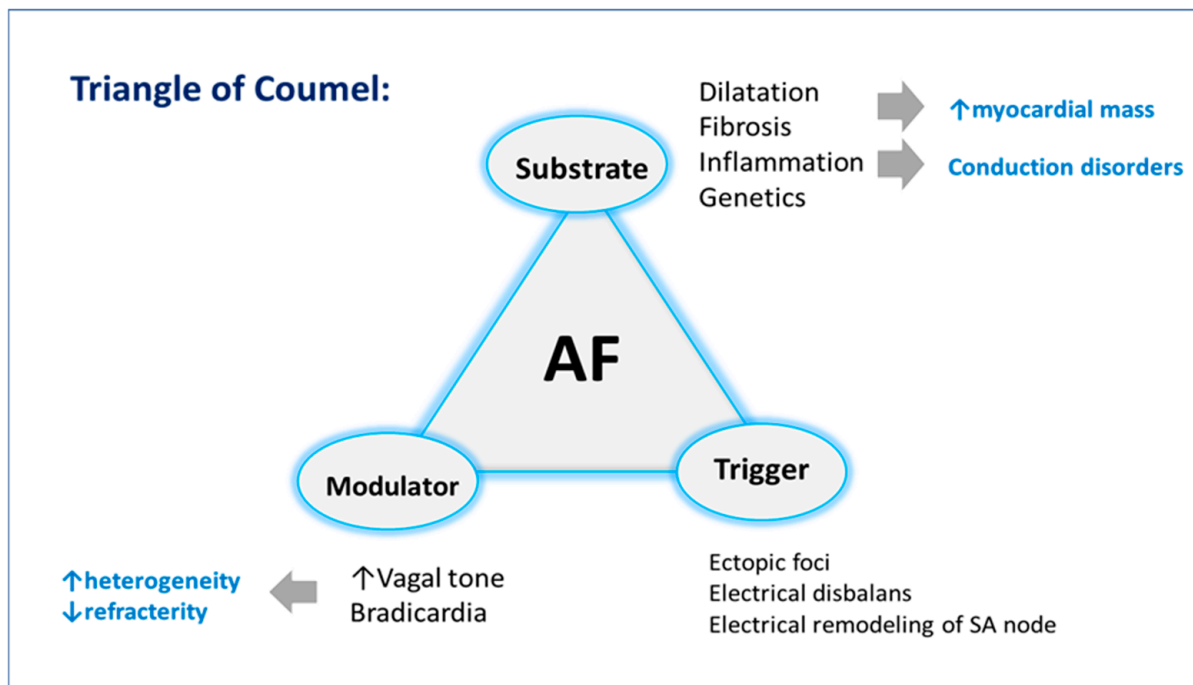 Triangle of Coumel:
Substrate
Dilatation
Fibrosis
Inflammation
Genetics
↑myocardial mass
Conduction disorders
AF
Modulator
Trigger
↑heterogeneity
↓refracterity
↑Vagal tone
Bradicardia
Ectopic foci
Electrical disbalans
Electrical remodeling of SA node